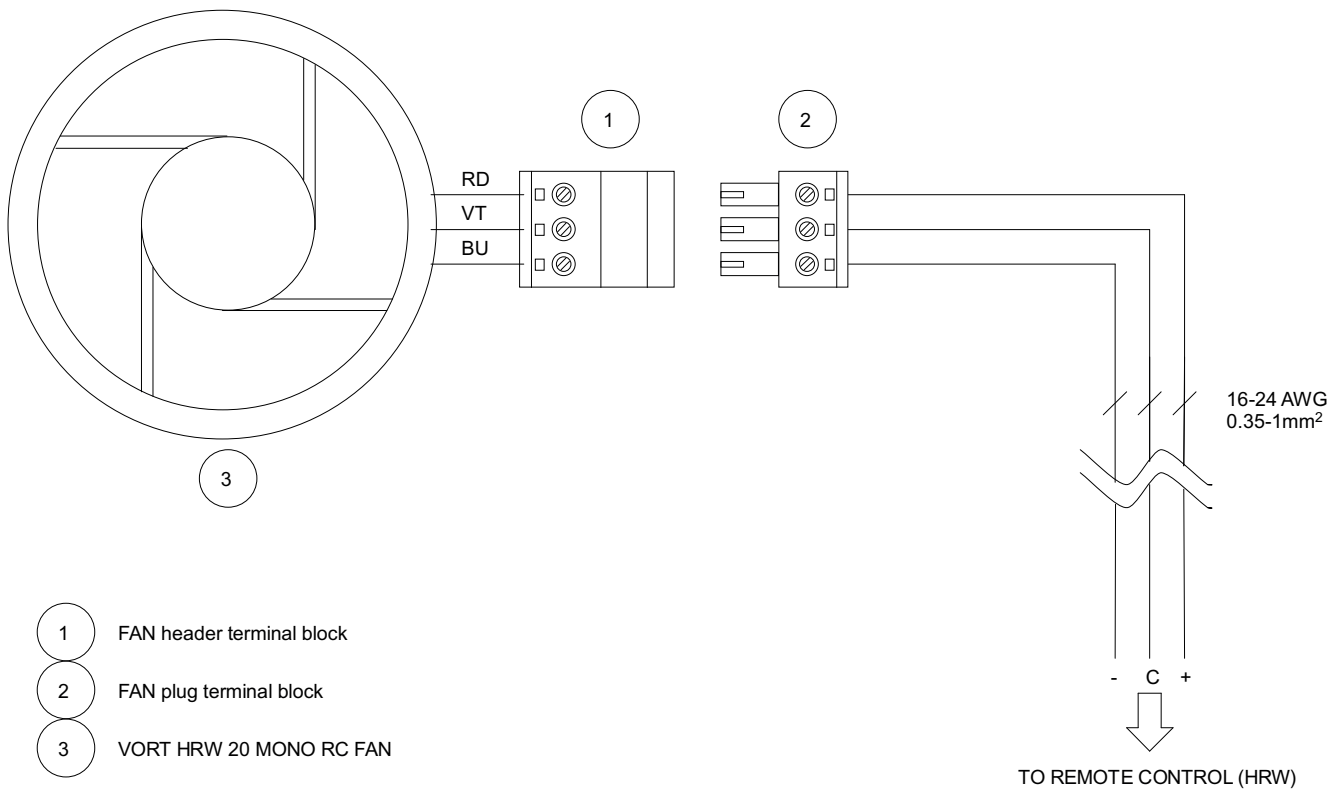 1
2
RD
VT
BU
3
16-24 AWG
0.35-1mm²
1 FAN header terminal block
2 FAN plug terminal block
3 VORT HRW 20 MONO RC FAN
- C +
TO REMOTE CONTROL (HRW)